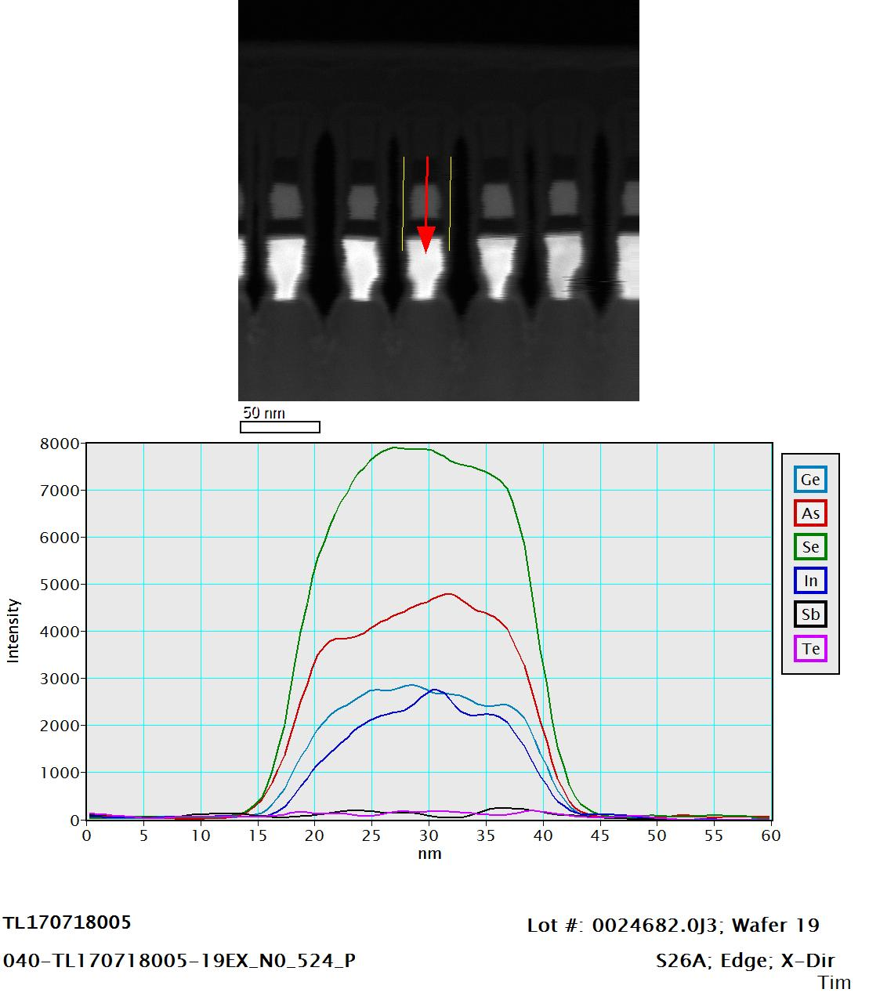 50 nm
8000
7000
6000
5000
4000
3000
2000
1000
0
Intensity
0 5 10 15 20 25 30 35 40 45 50 55 60
nm
Ge
As
Se
In
Sb
Te
TL170718005
Lot #: 0024682.0J3; Wafer 19
040-TL170718005-19EX_N0_524_P
S26A; Edge; X-Dir
Tim